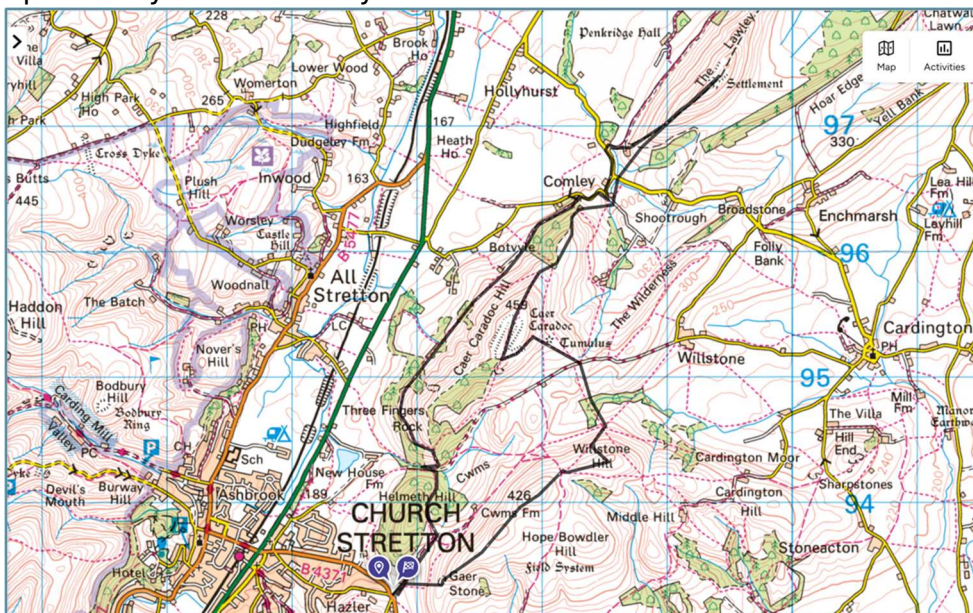 228
Brook
Ho
Penkridge Hall
Chatwall
Lawn
Map
Activities
Villa
ryhill
Womerton
Lower Wood
The Lawley
Settlement
High Park
Ho
265
Hollyhurst
Hoar Edge
Yell Bank
h Park
Highfield
167
97
330
Cross Dyke
Dudgeley Fm
Heath
Ho
s Butts
Plush
Hill
Inwood
163
Comley
Lea Hill
Fm
445
Shootrough
Broadstone
Enchmarsh
Layhill
Fm
Worsley
Castle
Hill
B 5477
Botvyle
Folly
Bank
96
Woodnall
All
Stretton
The Wilderness
300
250
The Batch
Haddon
Hill
459
Caer
Caradoc
Caer Caradoc Hill
Tumulus
Cardington
PH
LC
PH
Willstone
Nover's
Hill
95
Bodbury
Hill
Bodbury
Ring
Carding Mill
Valley
Three Fingers
Rock
The Villa
Mill
Fm
Manor
Earthw
PC
P
CH
Willstone
Hill
Hill
End
Sch
Cardington Moor
Cwms
Sharpstones
yke
Devil's
Mouth
Burway
Hill
Ashbrook
189
New House
Fm
Helmeth Hill
426
Cwms Fm
Cardington
Hill
94
CHURCH
STRETTON
Middle Hill
Hope Bowdler
Hill
Field System
Stoneacton
Hotel
B 4371
Gaer
Stone
Hazler